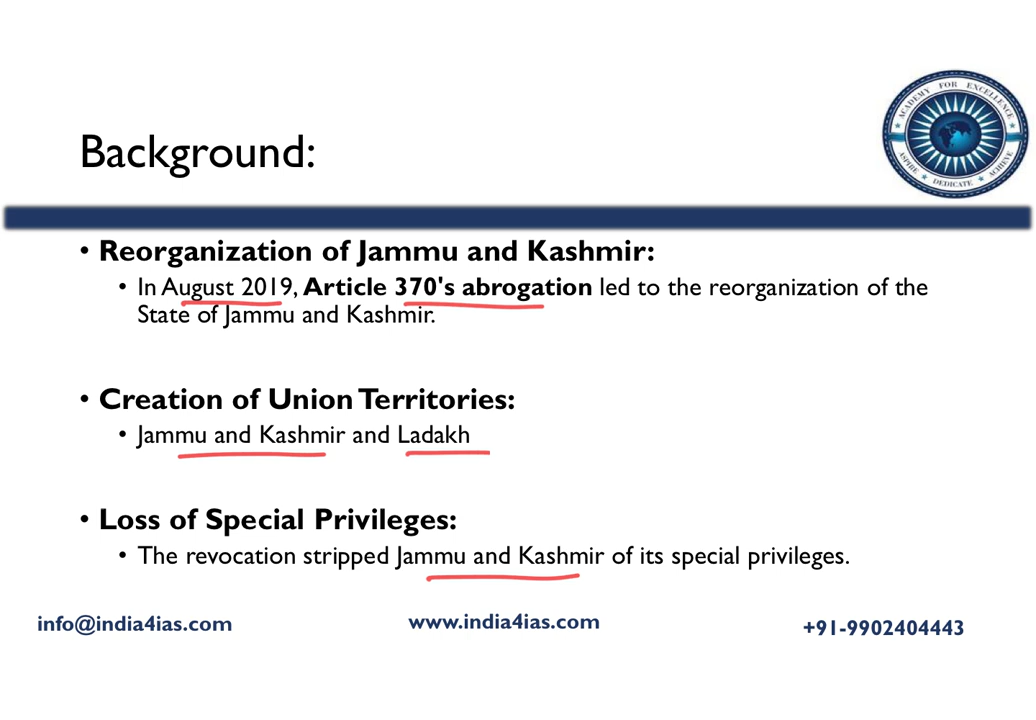 ACADEMY FOR EXCELLENCE
ASPIRE ★ DEDICATE ★ ACHIEVE
Background:
• Reorganization of Jammu and Kashmir:
• In August 2019, Article 370's abrogation led to the reorganization of the
State of Jammu and Kashmir.
• Creation of Union Territories:
• Jammu and Kashmir and Ladakh
• Loss of Special Privileges:
• The revocation stripped Jammu and Kashmir of its special privileges.
info@india4ias.com www.india4ias.com +91-9902404443